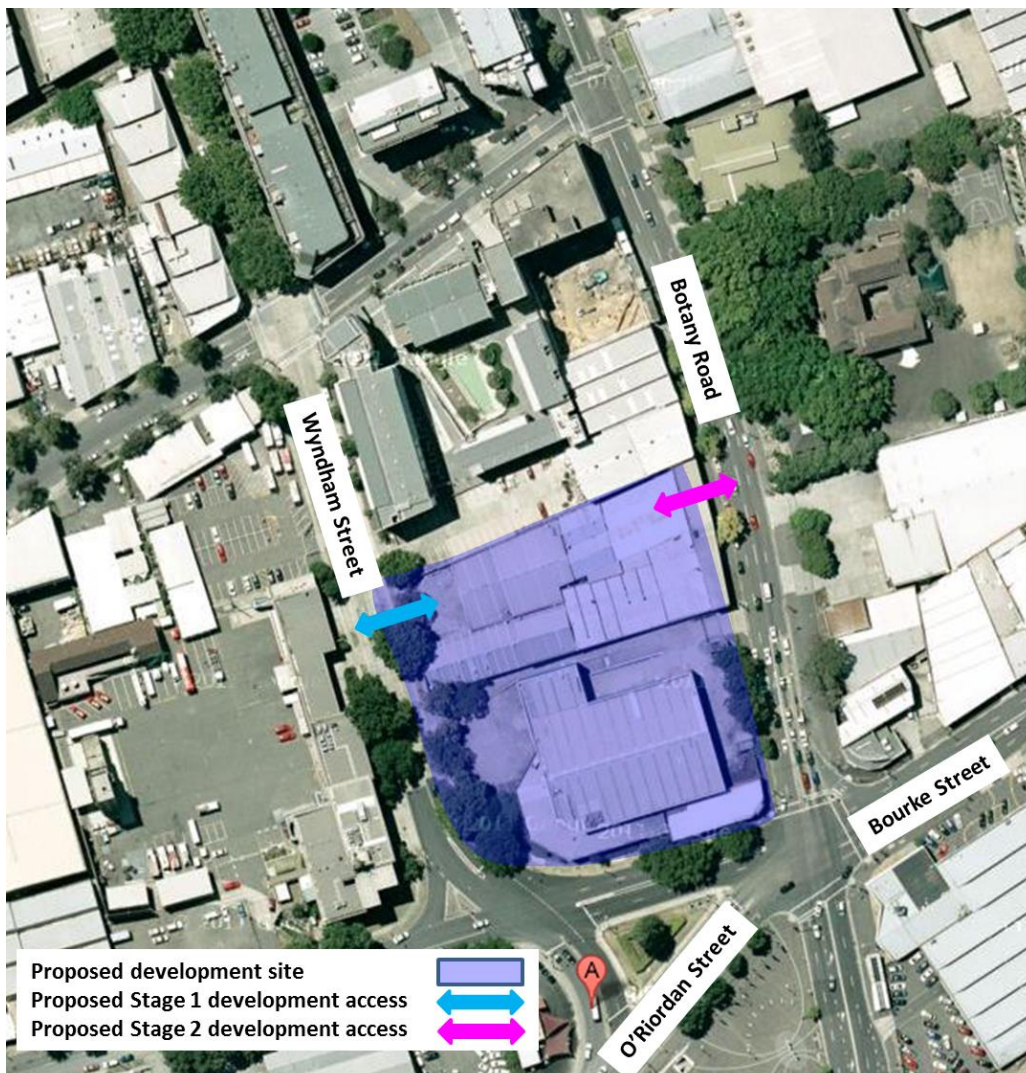 Botany Road
Wyndham Street
Bourke Street
O'Riordan Street
A
Proposed development site
Proposed Stage 1 development access
Proposed Stage 2 development access